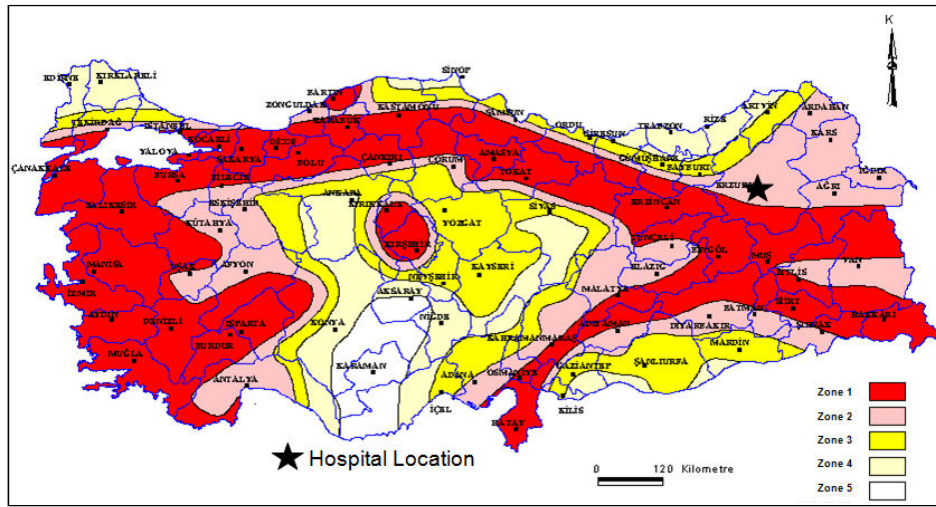 K
SİNOP
EDİRNE KIRKLARELİ
BARTIN
ZONGULDAK
KASTAMONU
ARTVİN
ARDAHAN
TEKİRDAĞ
İSTANBUL
KARABÜK
SAMSUN
ORDU
GİRESUN
TRABZON
RİZE
KARS
KOCAELİ
YALOVA
SAKARYA
BOLU
ÇANKIRI
ÇORUM
AMASYA
TOKAT
GÜMÜŞHANE
BAYBURT
ÇANAKKALE
BURSA
BİLECİK
ANKARA
KIRIKKALE
YOZGAT
SİVAS
ERZİNCAN
AĞRI
IĞDIR
BALIKESİR
ESKİŞEHİR
KÜTAHYA
KIRŞEHİR
TUNCELİ
BİNGÖL
MUŞ
VAN
MANİSA
UŞAK
AFYON
NEVŞEHİR
KAYSERİ
ELAZIĞ
BİTLİS
İZMİR
AKSARAY
MALATYA
SİİRT
AYDIN
DENİZLİ
ISPARTA
KONYA
NİĞDE
KAHRAMANMARAŞ
ADIYAMAN
DİYARBAKIR
BATMAN
ŞIRNAK
HAKKARİ
MUĞLA
BURDUR
KARAMAN
MARDİN
ANTALYA
ADANA
OSMANİYE
GAZİANTEP
ŞANLIURFA
İÇEL
KİLİS
HATAY
Zone 1
Zone 2
Zone 3
Zone 4
Zone 5
Hospital Location
0 120 Kilometre